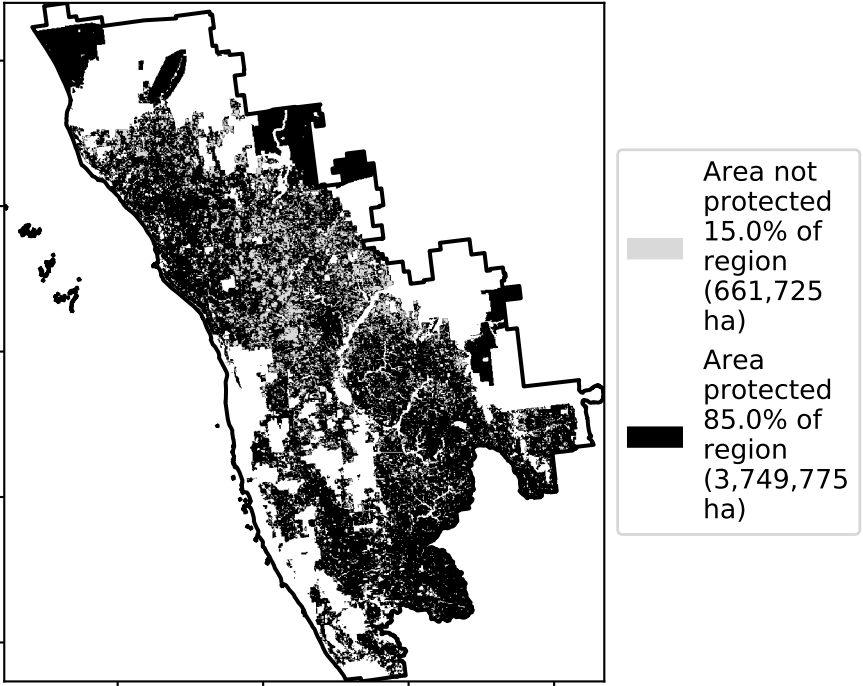 Area not
protected
15.0% of
region
(661,725
ha)
Area
protected
85.0% of
region
(3,749,775
ha)